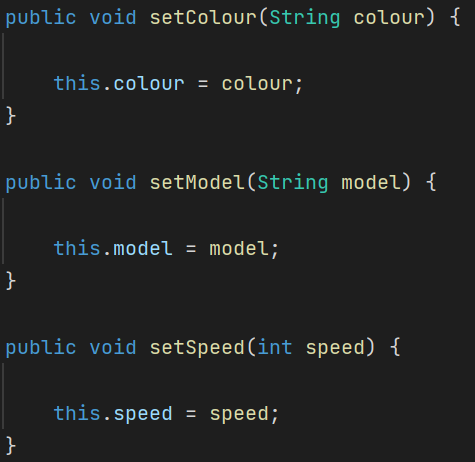 public void setColour(String colour) {
this.colour = colour;
}
public void setModel(String model) {
this.model = model;
}
public void setSpeed(int speed) {
this.speed = speed;
}